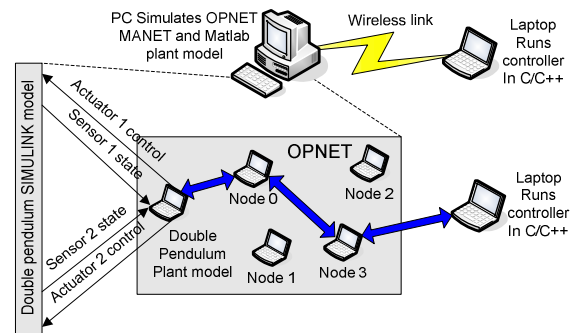 PC Simulates OPNET
MANET and Matlab
plant model
Wireless link
Laptop
Runs
controller
In C/C++
Double pendulum SIMULINK model
Actuator 1 control
Sensor 1 state
Sensor 2 state
Actuator 2 control
OPNET
Node 0
Node 2
Double
Pendulum
Plant model
Node 1
Node 3
Laptop
Runs
controller
In C/C++